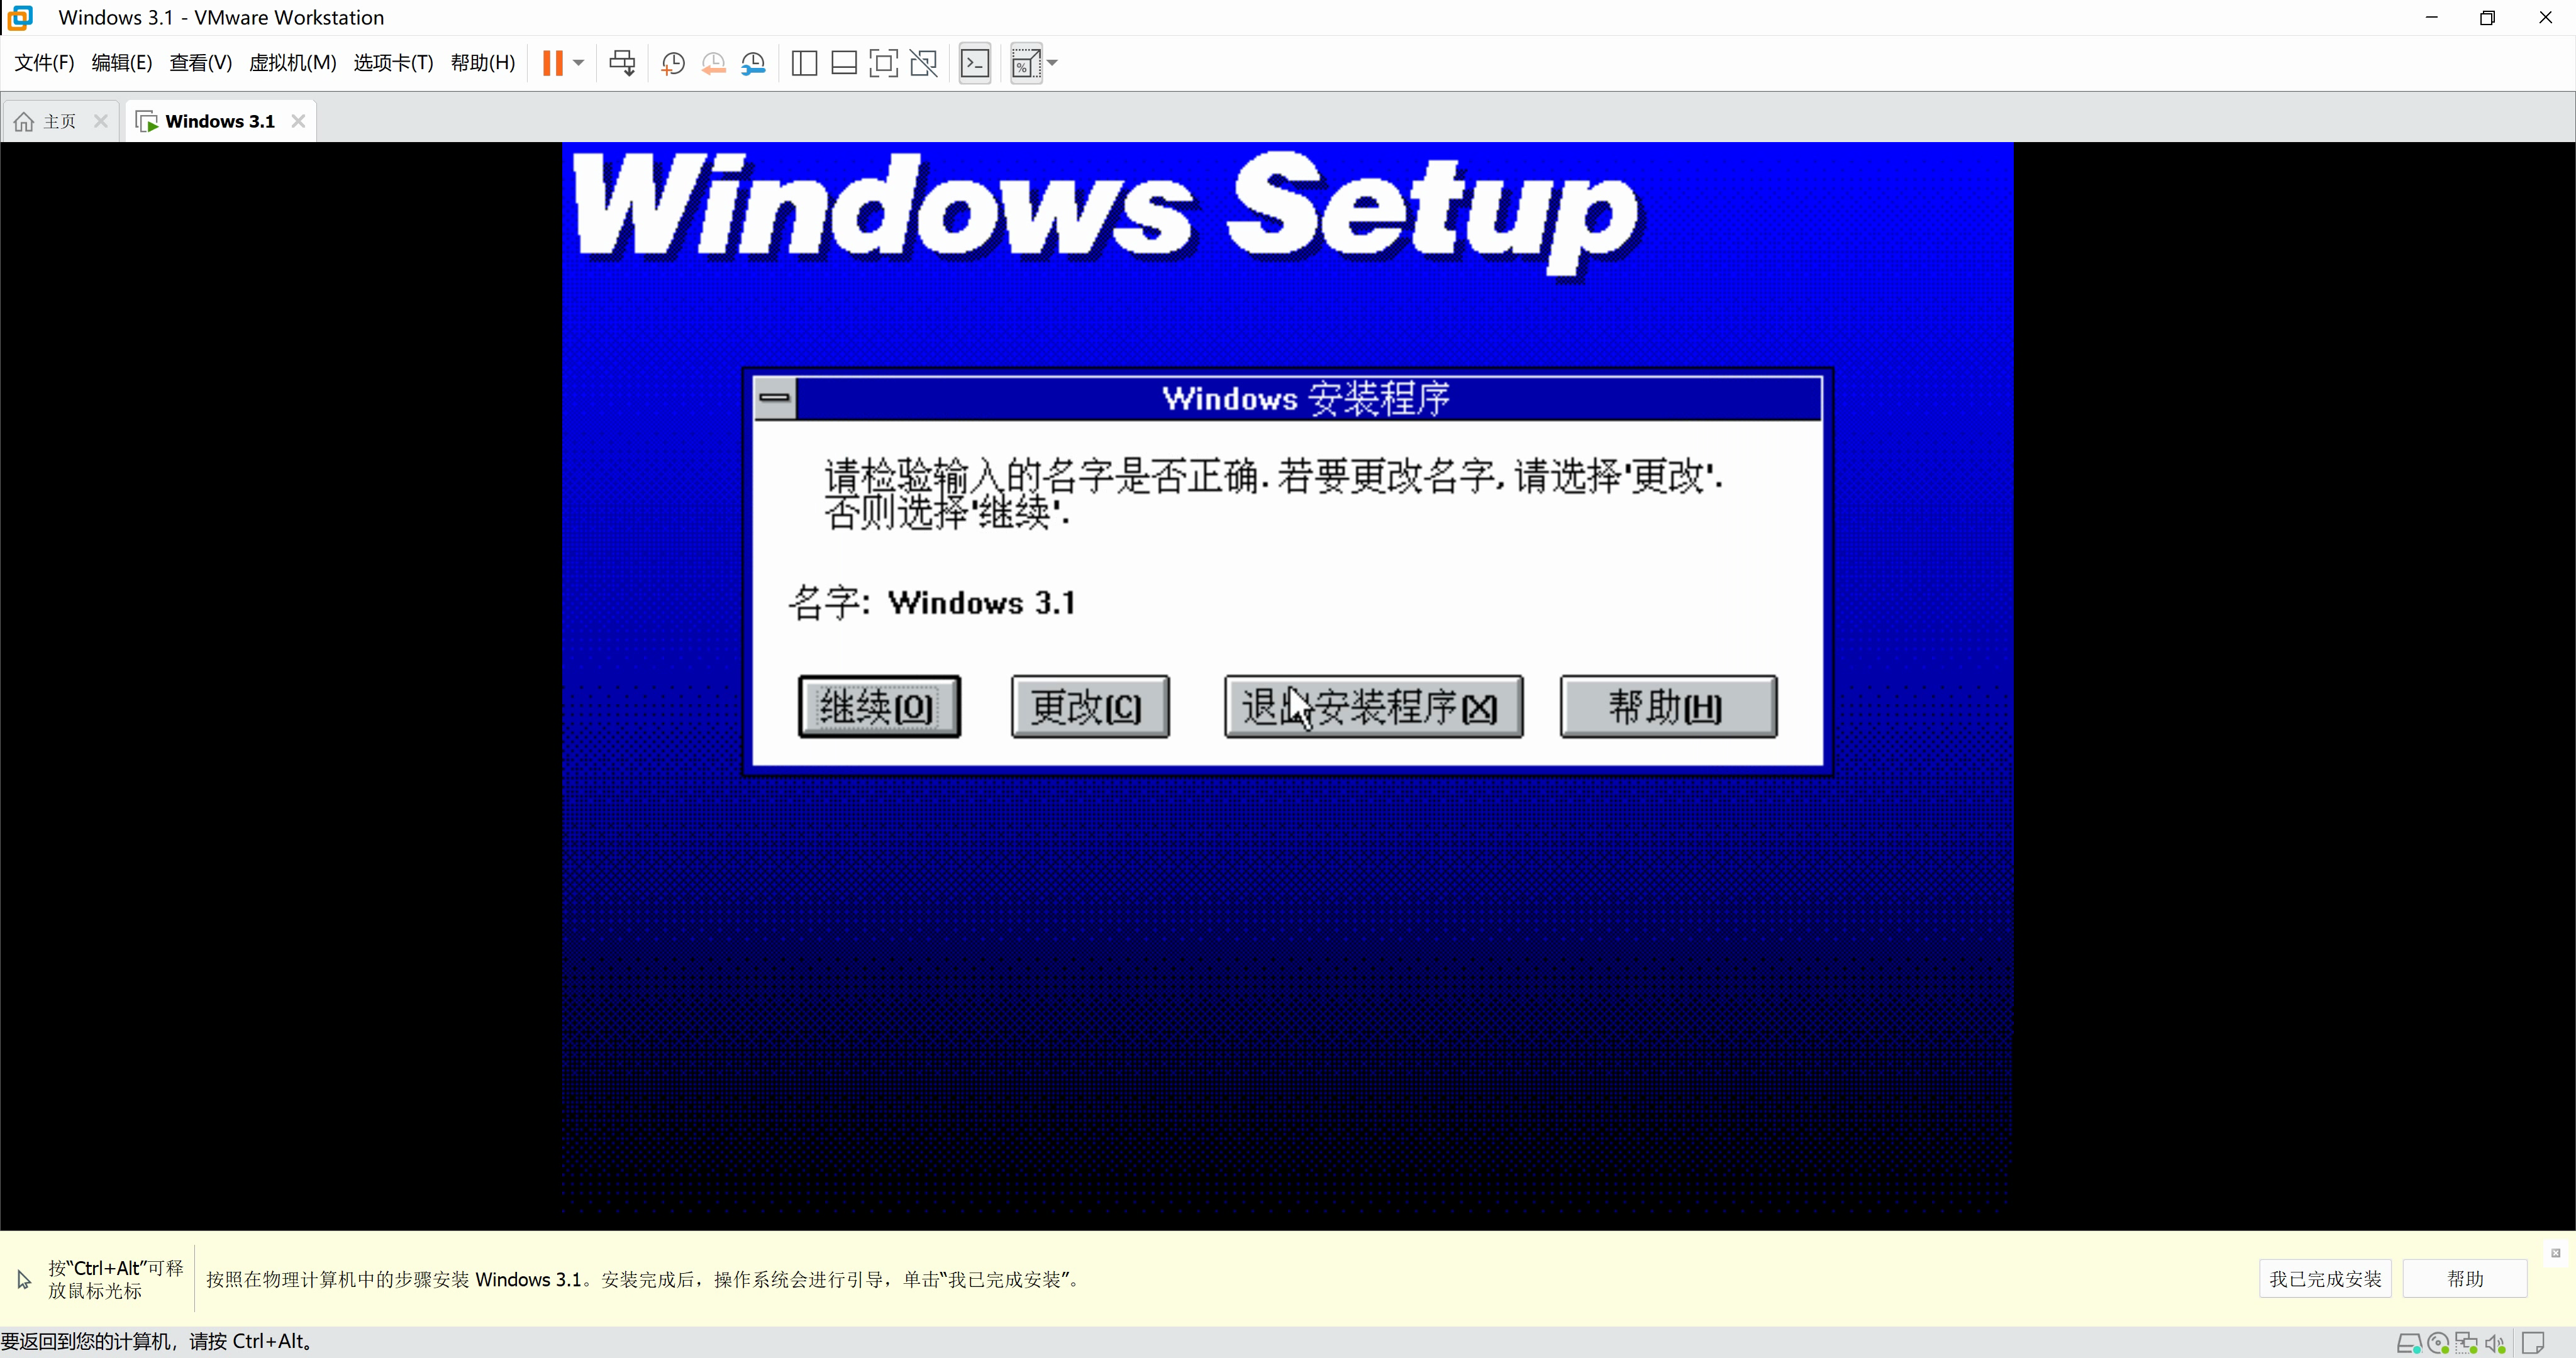 Windows 3.1 - VMware Workstation
文件(F) 编辑(E) 查看(V) 虚拟机(M) 选项卡(T) 帮助(H)
主页 Windows 3.1
Windows Setup
Windows 安装程序
请检验输入的名字是否正确.若要更改名字,请选择'更改'.
否则选择'继续'.
名字: Windows 3.1
继续(O) 更改(C) 退出安装程序(X) 帮助(H)
按“Ctrl+Alt”可释
放鼠标光标
按照在物理计算机中的步骤安装 Windows 3.1。安装完成后，操作系统会进行引导，单击“我已完成安装”。
我已完成安装 帮助
要返回到您的计算机，请按 Ctrl+Alt。